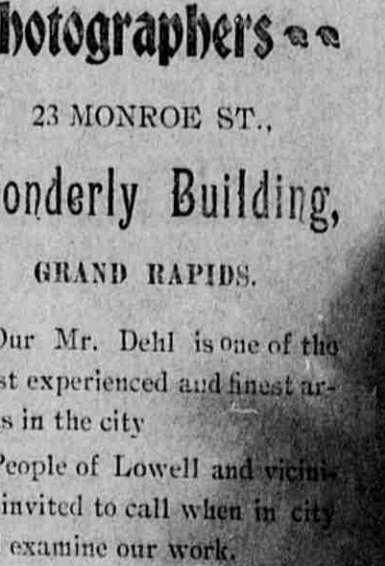 hotographers
23 MONROE ST.,
onderly Building,
GRAND RAPIDS.
Our Mr. Dehl is one of the
st experienced and finest ar-
s in the city
People of Lowell and vicini-
invited to call when in city
examine our work.